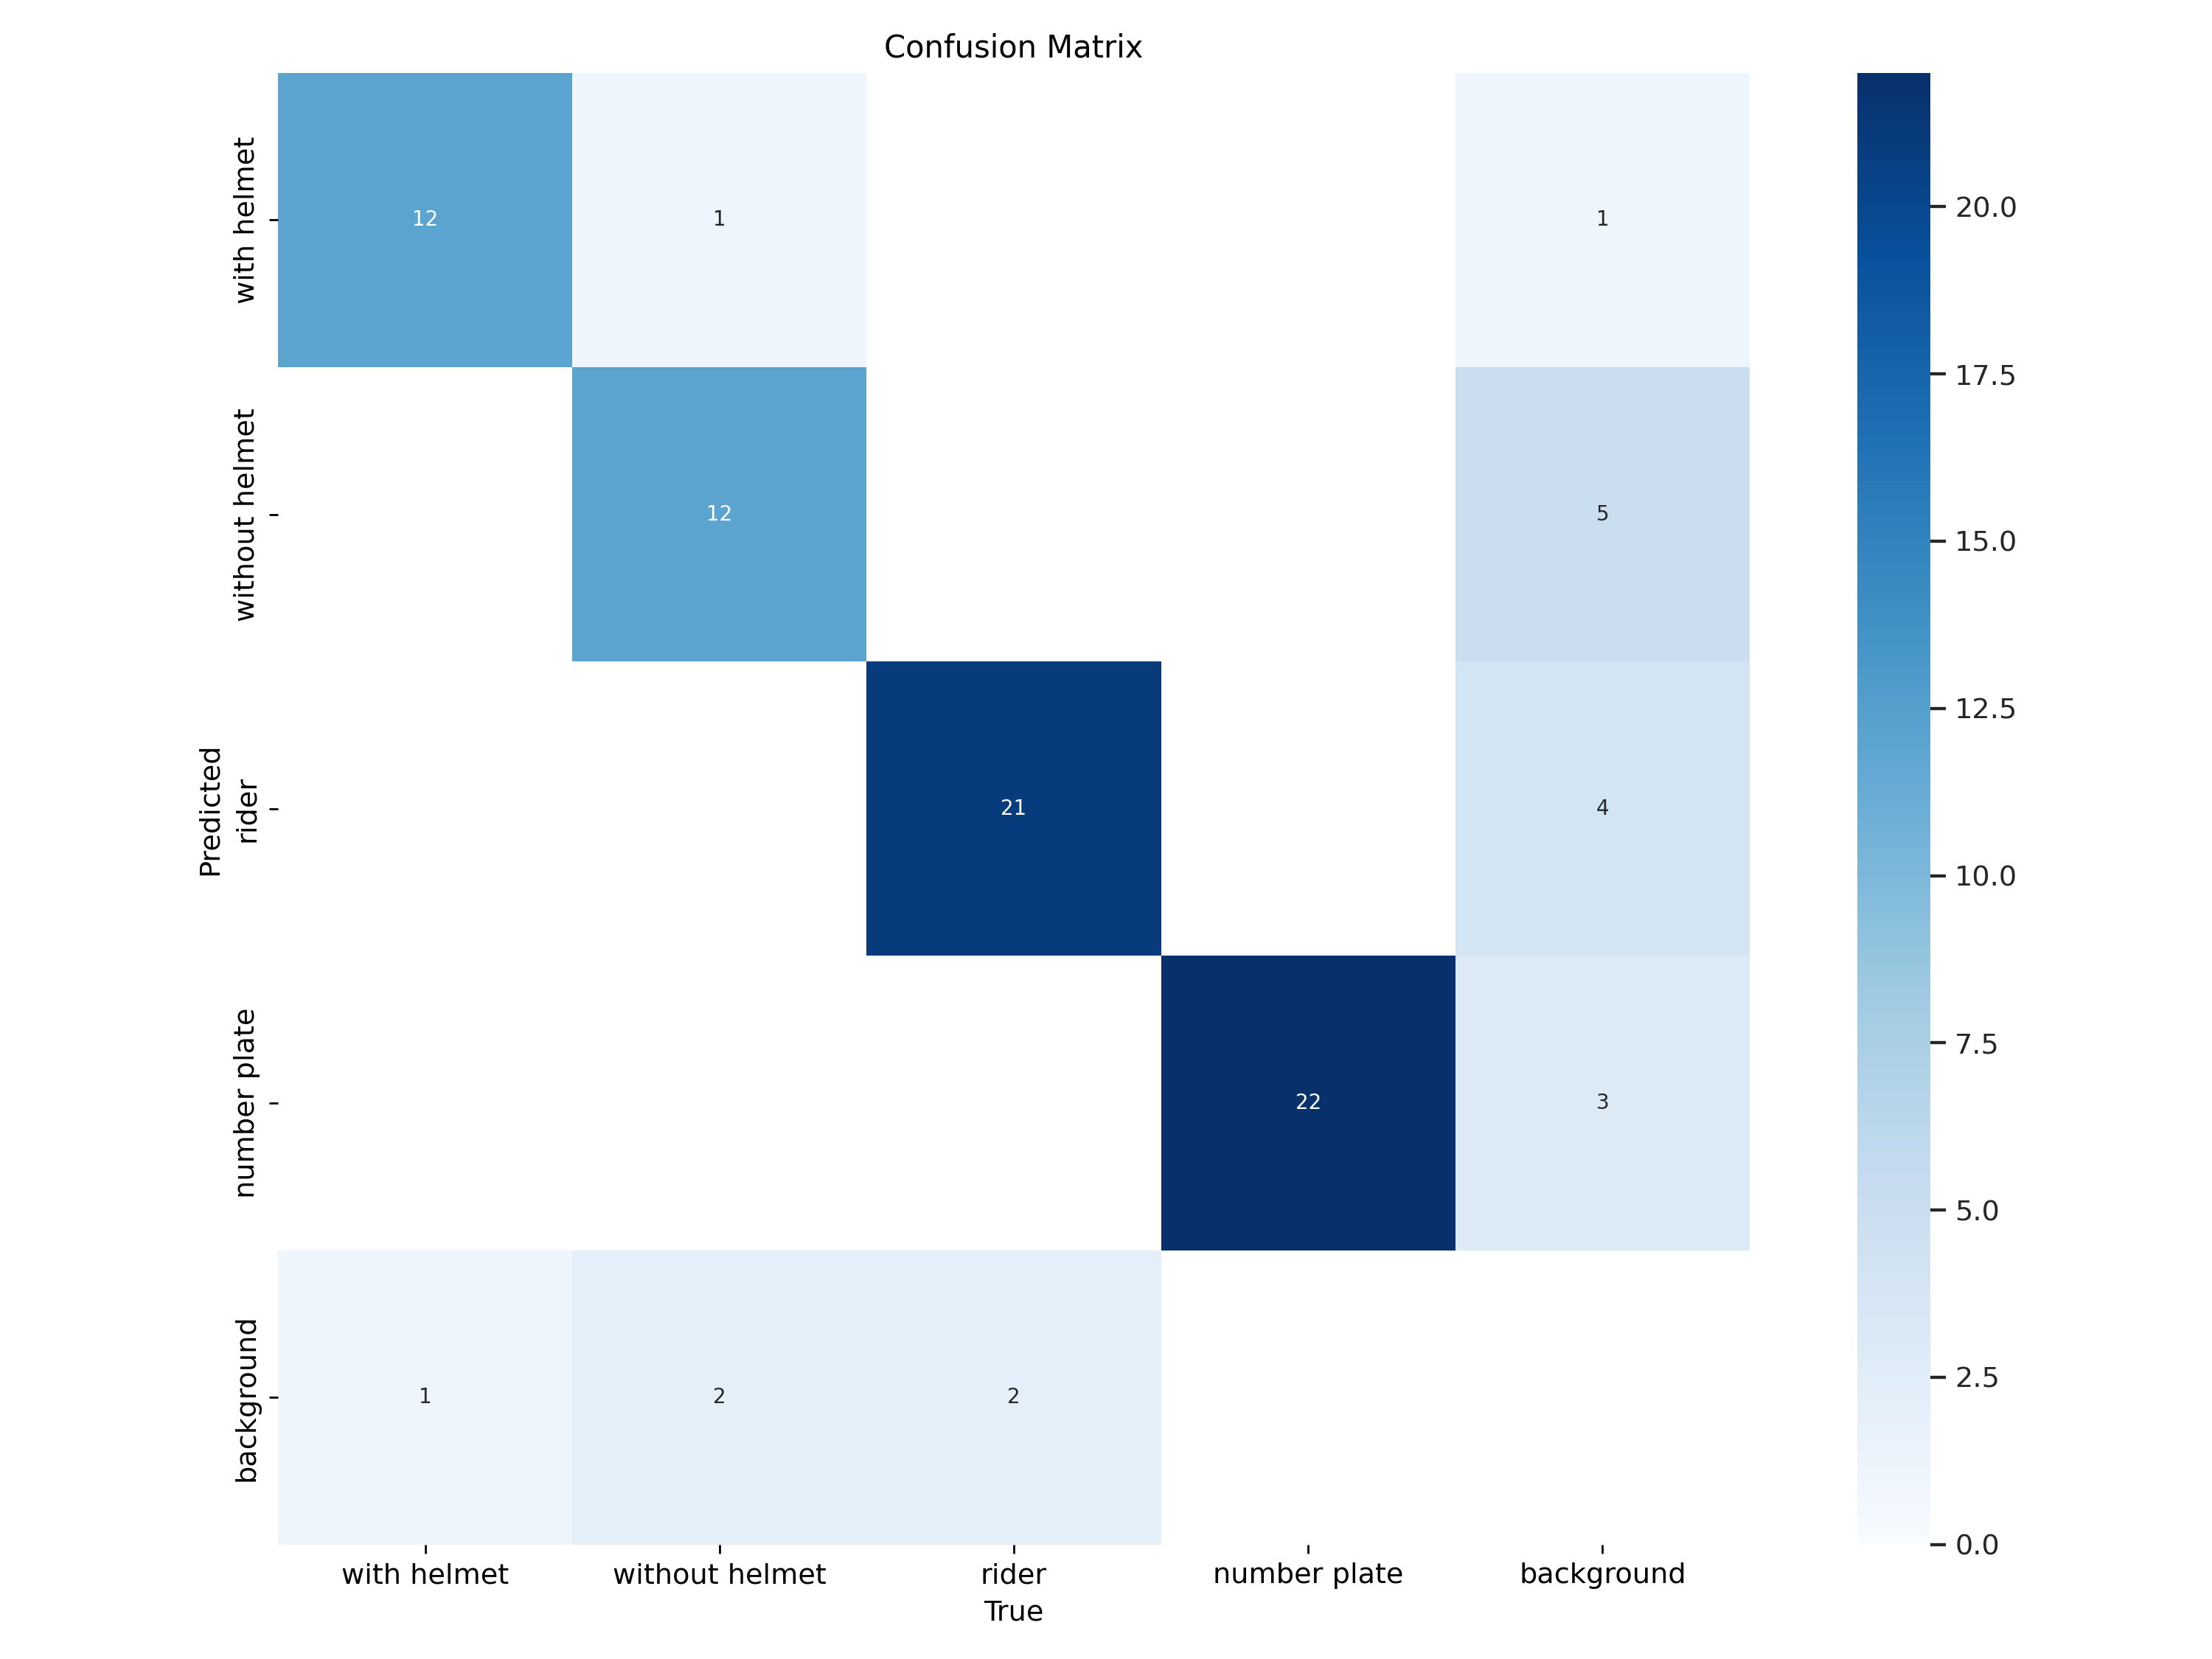 Confusion Matrix
with helmet
12
1
1
20.0
17.5
without helmet
12
5
15.0
12.5
Predicted
rider
21
4
10.0
number plate
22
3
7.5
5.0
background
1
2
2
2.5
0.0
with helmet
without helmet
rider
number plate
background
True